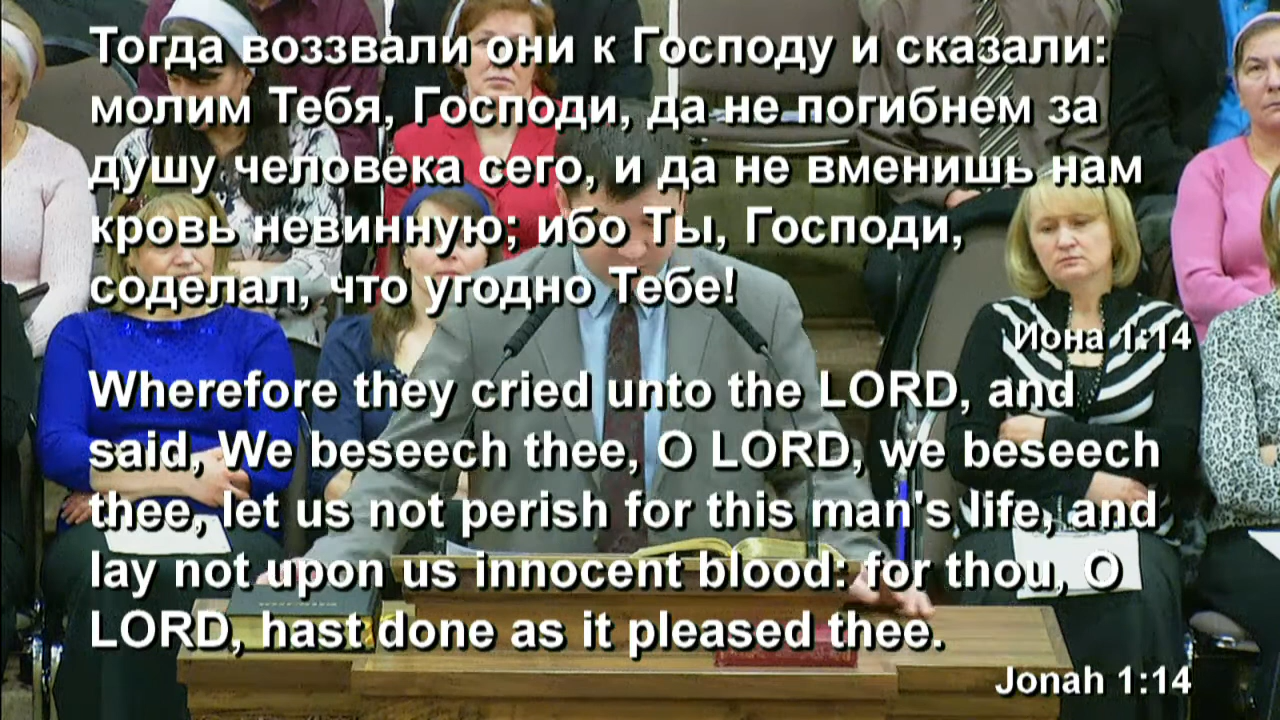 Тогда воззвали они к Господу и сказали:
молим Тебя, Господи, да не погибнем за
душу человека сего, и да не вменишь нам
кровь невинную; ибо Ты, Господи,
соделал, что угодно Тебе!
Иона 1:14
Wherefore they cried unto the LORD, and
said, We beseech thee, O LORD, we beseech
thee, let us not perish for this man's life, and
lay not upon us innocent blood: for thou, O
LORD, hast done as it pleased thee.
Jonah 1:14